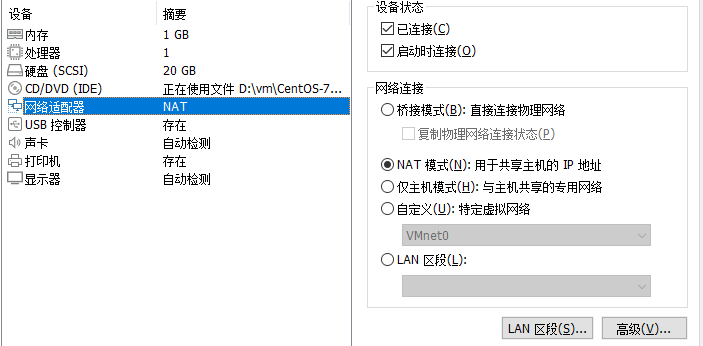 设备 摘要
内存 1 GB
处理器 1
硬盘 (SCSI) 20 GB
CD/DVD (IDE) 正在使用文件 D:\vm\CentOS-7...
网络适配器 NAT
USB 控制器 存在
声卡 自动检测
打印机 存在
显示器 自动检测
设备状态
已连接(C)
启动时连接(O)
网络连接
桥接模式(B): 直接连接物理网络
复制物理网络连接状态(P)
NAT 模式(N): 用于共享主机的 IP 地址
仅主机模式(H): 与主机共享的专用网络
自定义(U): 特定虚拟网络
VMnet0
LAN 区段(L):
LAN 区段(S)... 高级(V)...